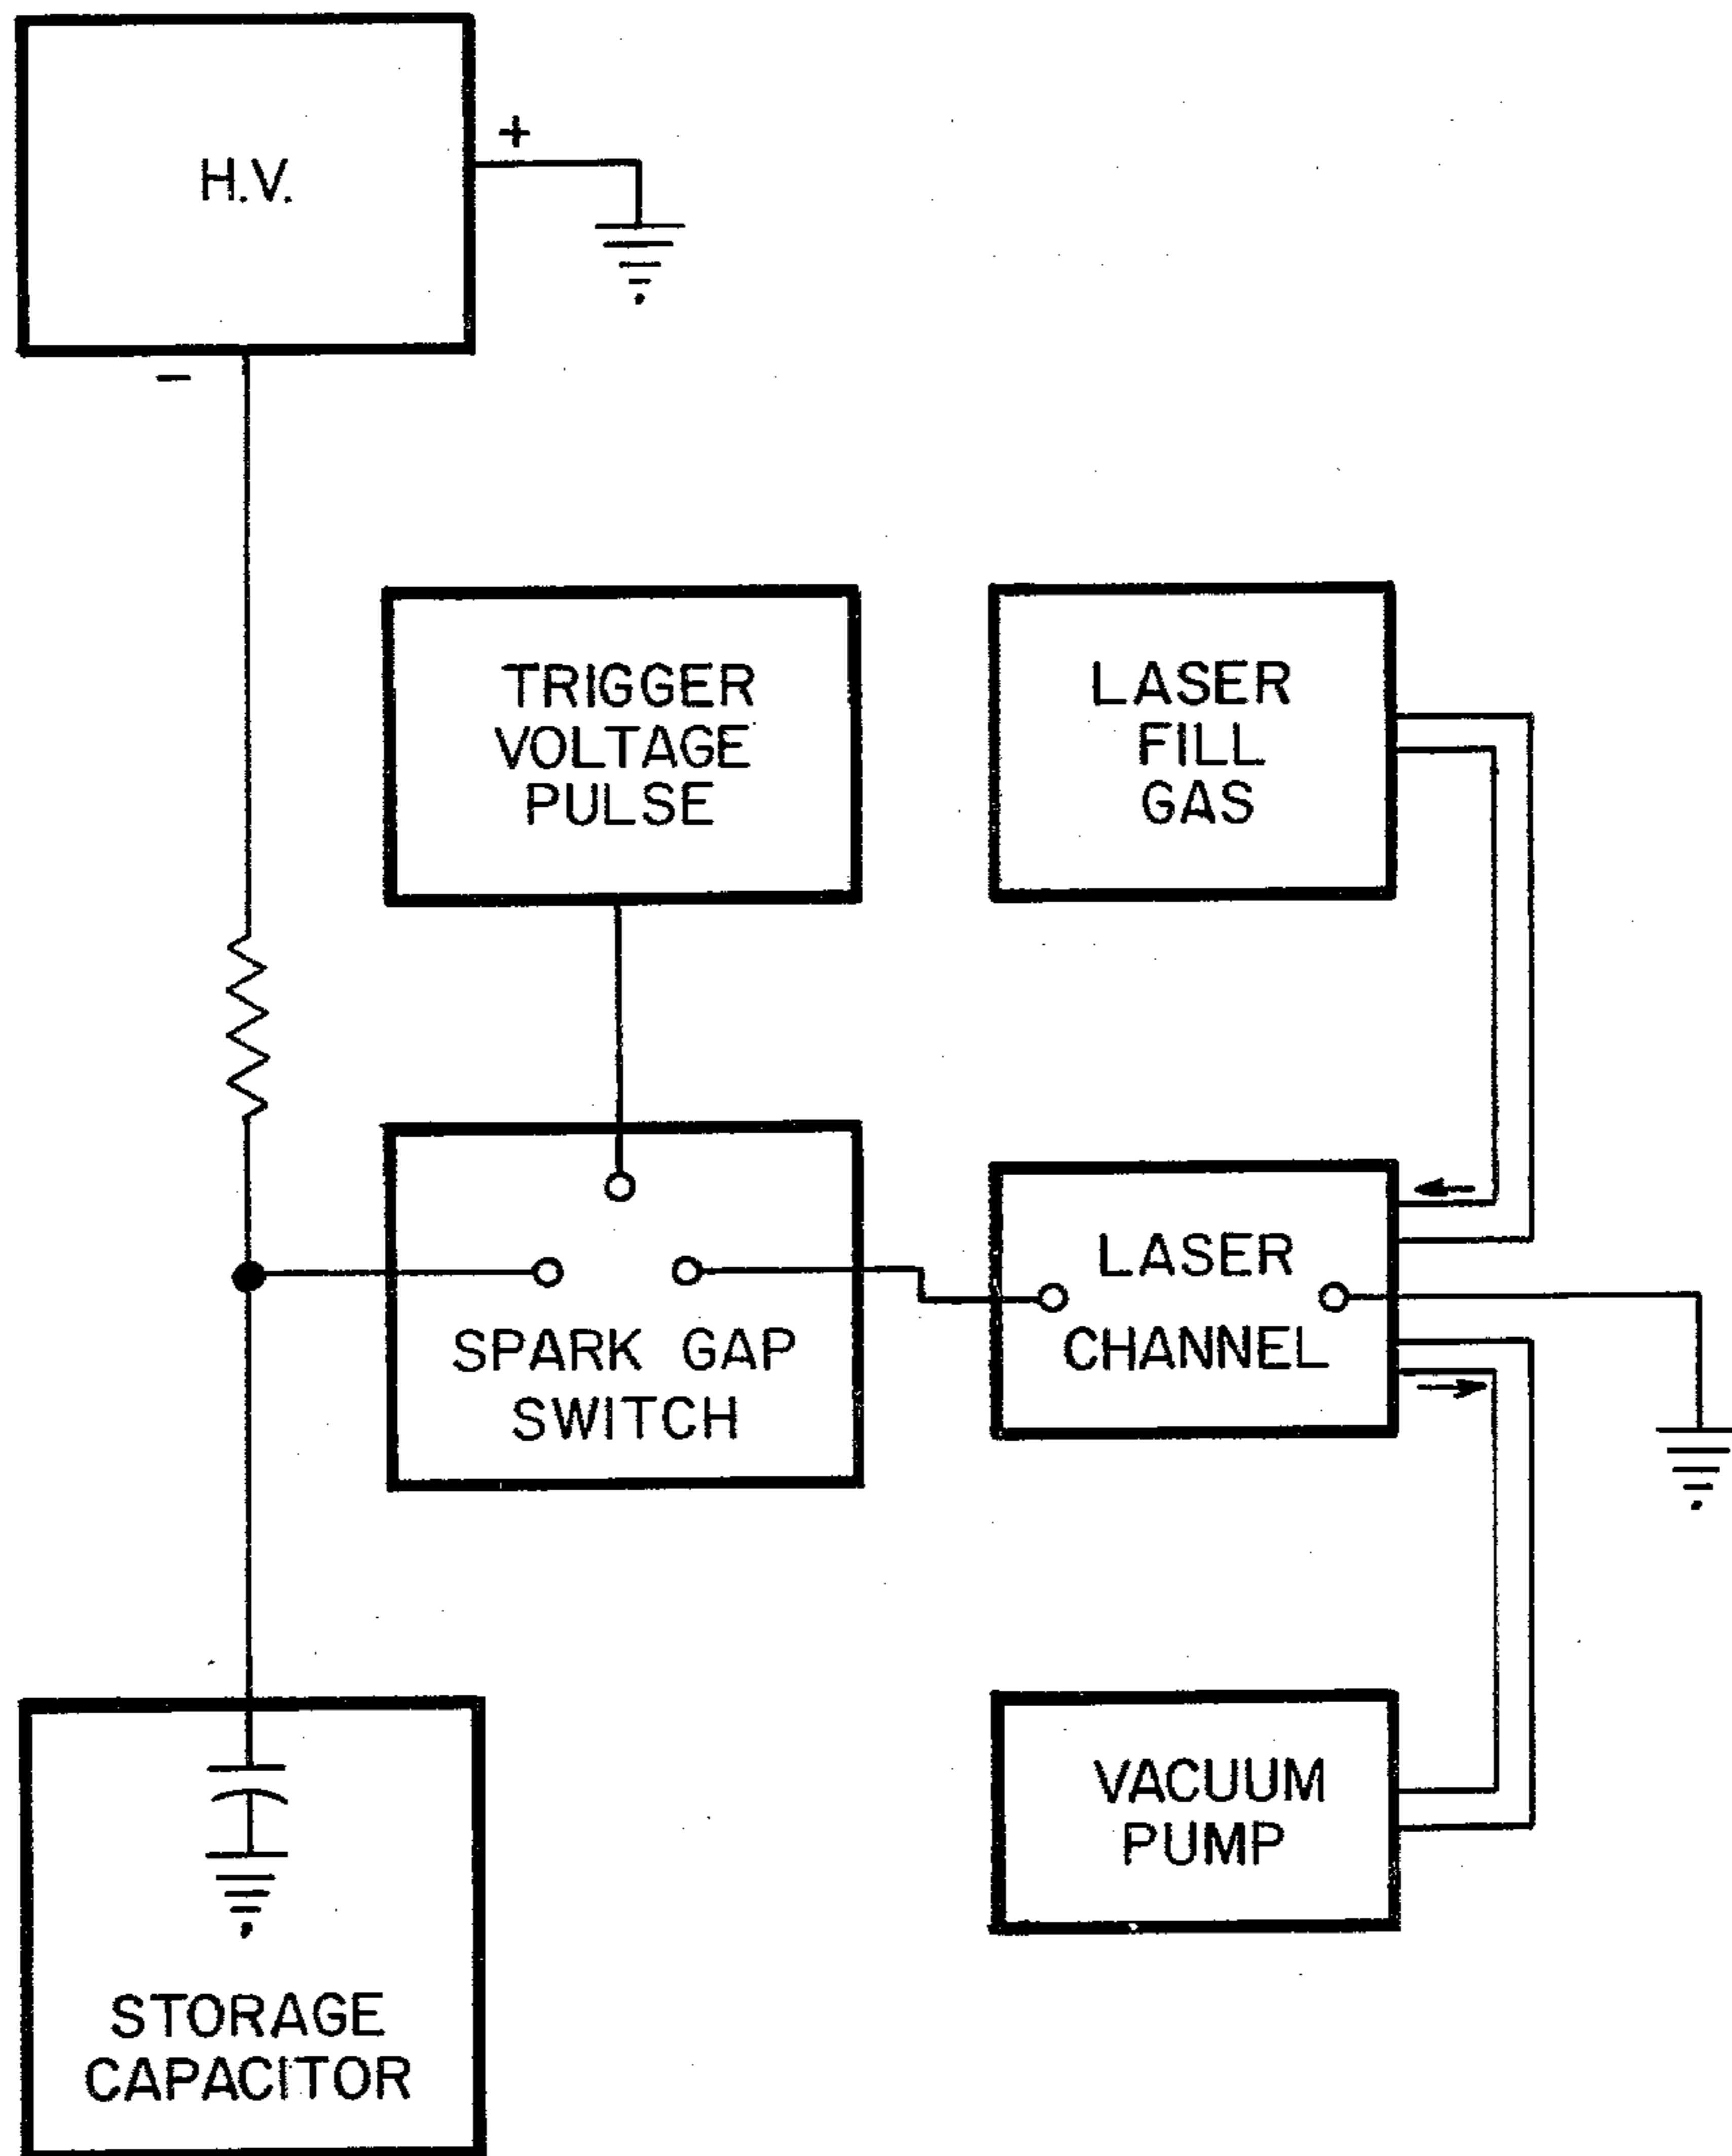 H.V.
+
-
TRIGGER
VOLTAGE
PULSE
LASER
FILL
GAS
SPARK GAP
SWITCH
LASER
CHANNEL
VACUUM
PUMP
STORAGE
CAPACITOR